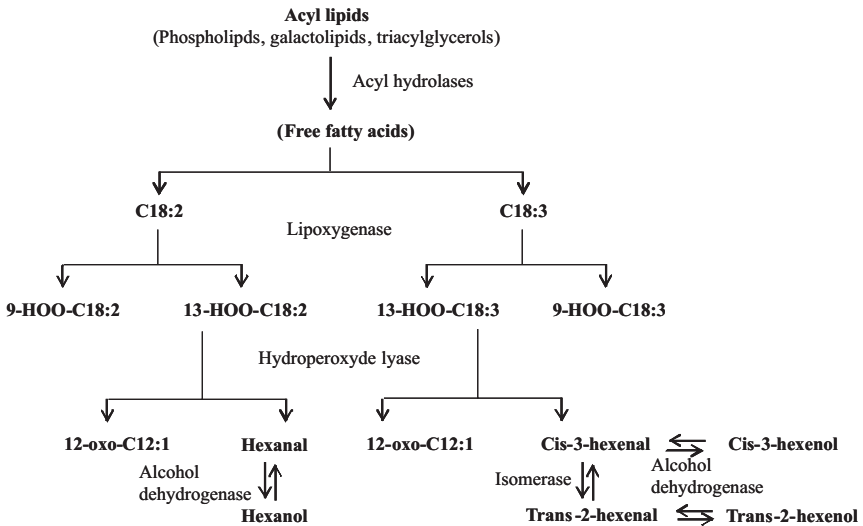 Acyl lipids
(Phospholipds, galactolipids, triacylglycerols)
Acyl hydrolases
(Free fatty acids)
C18:2
C18:3
Lipoxygenase
9-HOO-C18:2
13-HOO-C18:2
13-HOO-C18:3
9-HOO-C18:3
Hydroperoxyde lyase
12-oxo-C12:1
Hexanal
12-oxo-C12:1
Cis-3-hexenal
Cis-3-hexenol
Alcohol
dehydrogenase
Isomerase
Alcohol
dehydrogenase
Hexanol
Trans-2-hexenal
Trans-2-hexenol